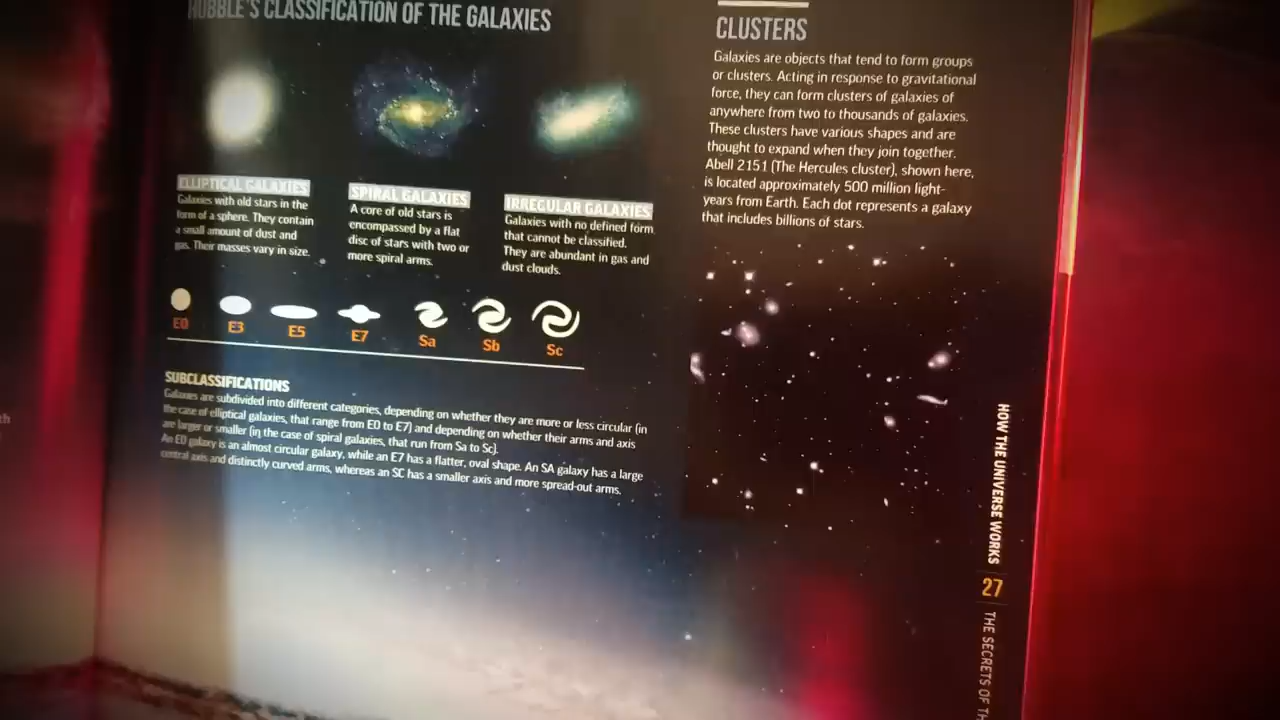 HUBBLE'S CLASSIFICATION OF THE GALAXIES
ELLIPTICAL GALAXIES
Galaxies with old stars in the
form of a sphere. They contain
a small amount of dust and
gas. Their masses vary in size.
SPIRAL GALAXIES
A core of old stars is
encompassed by a flat
disc of stars with two or
more spiral arms.
IRREGULAR GALAXIES
Galaxies with no defined form
that cannot be classified.
They are abundant in gas and
dust clouds.
E0 E3 E5 E7 Sa Sb Sc
SUBCLASSIFICATIONS
Galaxies are subdivided into different categories, depending on whether they are more or less circular (in
the case of elliptical galaxies, that range from E0 to E7) and depending on whether their arms and axis
are larger or smaller (in the case of spiral galaxies, that run from Sa to Sc).
An E0 galaxy is an almost circular galaxy, while an E7 has a flatter, oval shape. An SA galaxy has a large
central axis and distinctly curved arms, whereas an SC has a smaller axis and more spread-out arms.
CLUSTERS
Galaxies are objects that tend to form groups
or clusters. Acting in response to gravitational
force, they can form clusters of galaxies of
anywhere from two to thousands of galaxies.
These clusters have various shapes and are
thought to expand when they join together.
Abell 2151 (The Hercules cluster), shown here,
is located approximately 500 million light-
years from Earth. Each dot represents a galaxy
that includes billions of stars.
HOW THE UNIVERSE WORKS 27 THE SECRETS OF